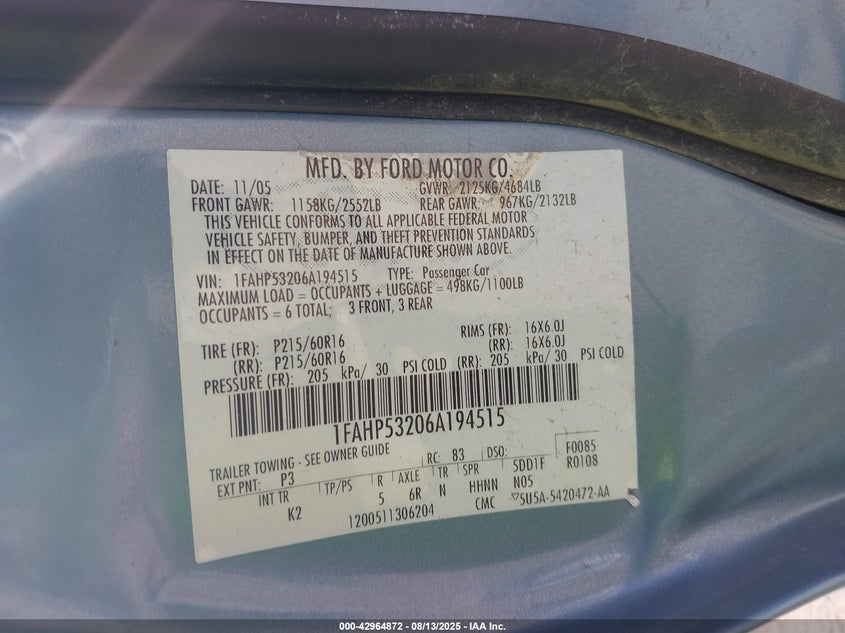 MFD. BY FORD MOTOR CO.
DATE: 11/05 GVWR: 2125KG/4684LB
FRONT GAWR: 1158KG/2552LB REAR GAWR: 967KG/2132LB
THIS VEHICLE CONFORMS TO ALL APPLICABLE FEDERAL MOTOR
VEHICLE SAFETY, BUMPER, AND THEFT PREVENTION STANDARDS
IN EFFECT ON THE DATE OF MANUFACTURE SHOWN ABOVE.
VIN: 1FAHP53206A194515 TYPE: Passenger Car
MAXIMUM LOAD = OCCUPANTS + LUGGAGE = 498KG/1100LB
OCCUPANTS = 6 TOTAL; 3 FRONT, 3 REAR
TIRE (FR): P215/60R16 RIMS (FR): 16X6.0J
(RR): P215/60R16 (RR): 16X6.0J
PRESSURE (FR): 205 kPa/ 30 PSI COLD (RR): 205 kPa/ 30 PSI COLD
1FAHP53206A194515
TRAILER TOWING - SEE OWNER GUIDE
EXT PNT: P3 RC: 83 DSO: F0085
INT TR TP/PS R AXLE TR SPR 5DD1F R0108
K2 5 6R N HHNN N05
1200511306204 CMC ▽5U5A-5420472-AA
000-42964872 - 08/13/2025 - IAA Inc.